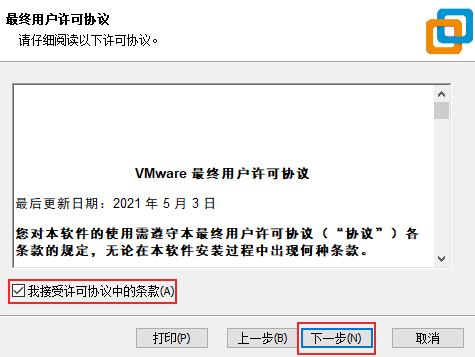 最终用户许可协议
请仔细阅读以下许可协议。
VMware 最终用户许可协议
最后更新日期：2021 年 5 月 3 日
您对本软件的使用需遵守本最终用户许可协议（“协议”）各
条款的规定，无论在本软件安装过程中出现何种条款。
我接受许可协议中的条款(A)
打印(P) 上一步(B) 下一步(N) 取消